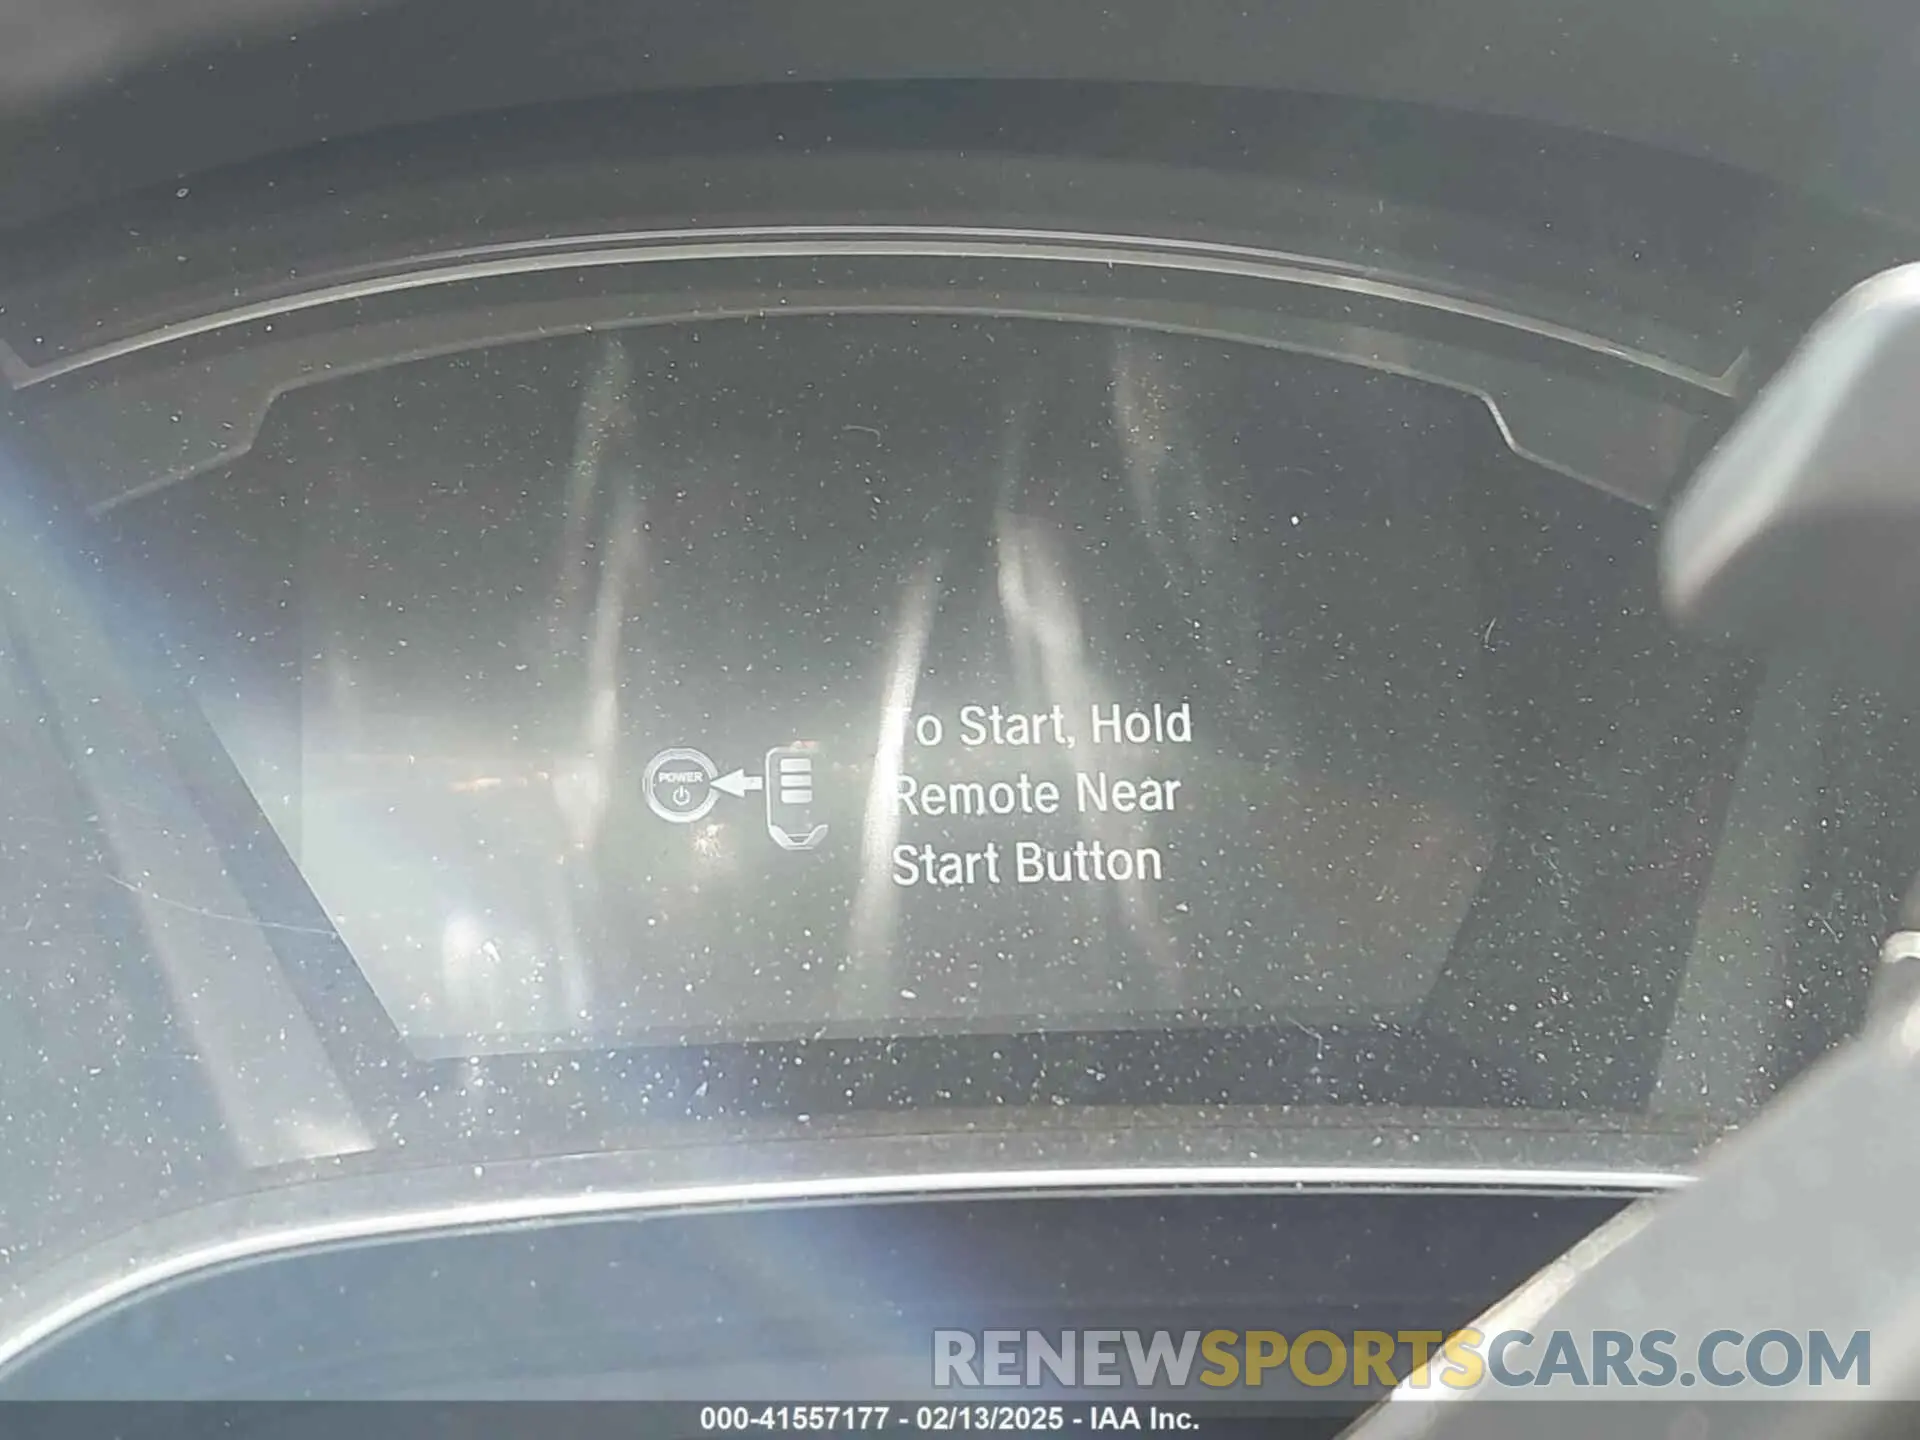 To Start, Hold
Remote Near
Start Button
POWER
RENEWSPORTSCARS.COM
000-41557177 - 02/13/2025 - IAA Inc.